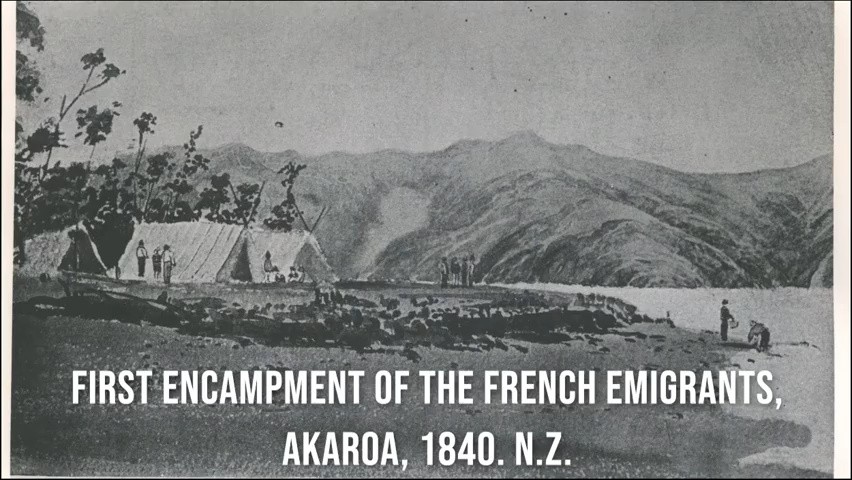 FIRST ENCAMPMENT OF THE FRENCH EMIGRANTS,
AKAROA, 1840. N.Z.